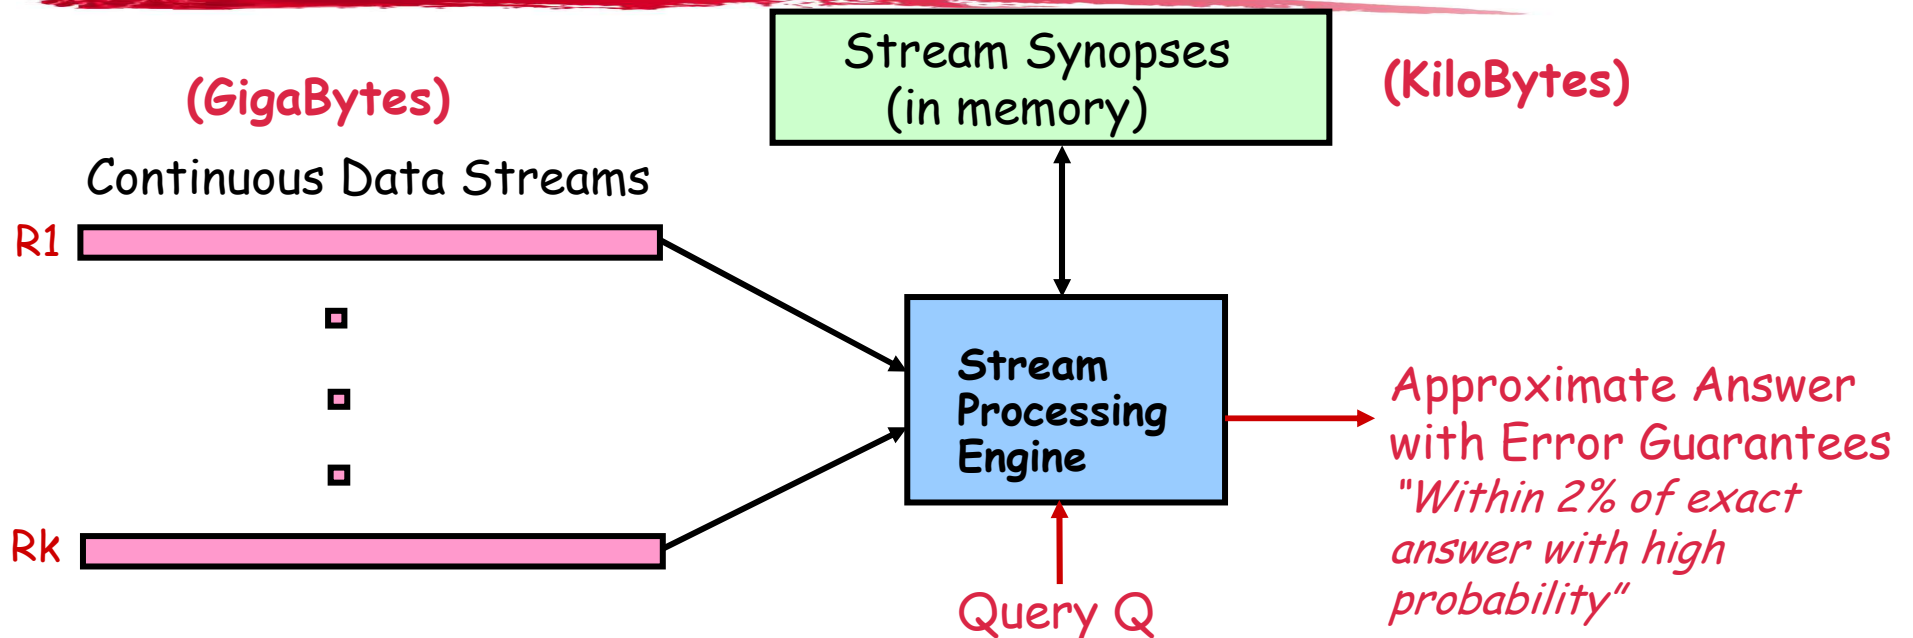 Stream Synopses
(in memory)
(KiloBytes)
(GigaBytes)
Continuous Data Streams
R1
Rk
Stream
Processing
Engine
Query Q
Approximate Answer
with Error Guarantees
"Within 2% of exact
answer with high
probability"